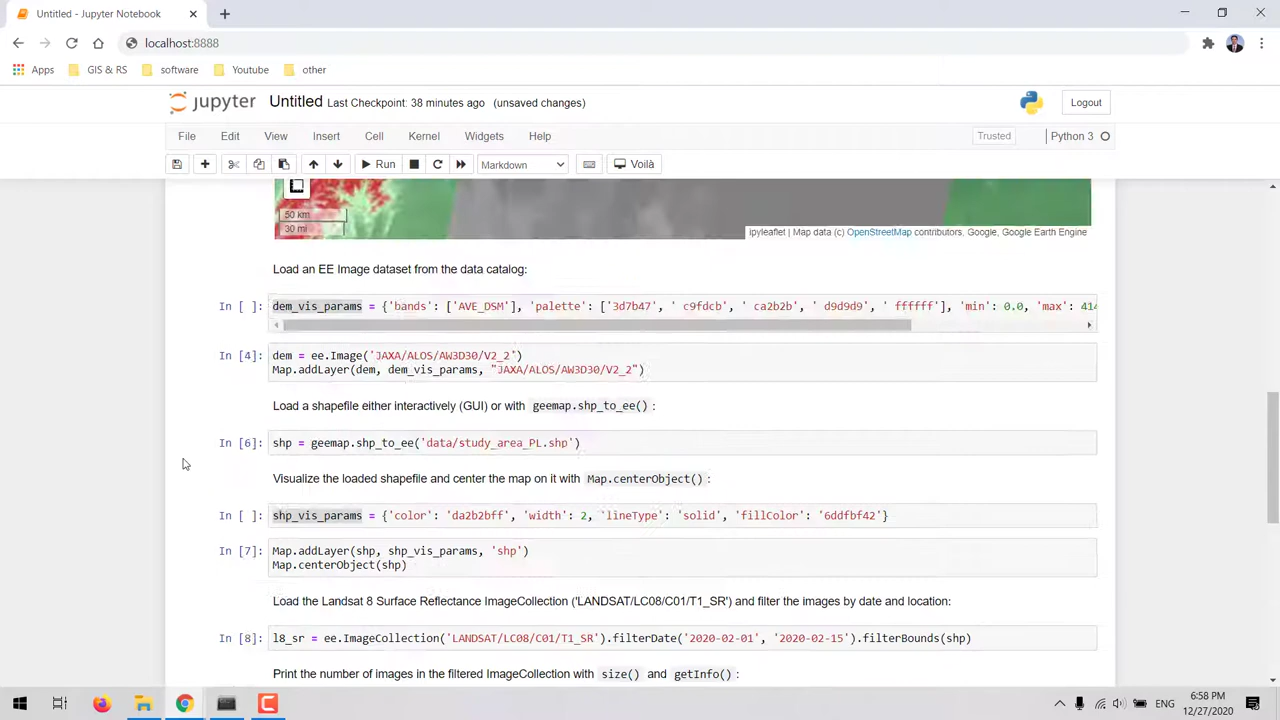 Untitled - Jupyter Notebook
localhost:8888
Apps GIS & RS software Youtube other
jupyter Untitled Last Checkpoint: 38 minutes ago (unsaved changes) Logout
File Edit View Insert Cell Kernel Widgets Help Trusted Python 3
Run Markdown Voilà
50 km
30 mi
ipyleaflet | Map data (c) OpenStreetMap contributors, Google, Google Earth Engine
Load an EE Image dataset from the data catalog:
In [ ]: dem_vis_params = {'bands': ['AVE_DSM'], 'palette': ['3d7b47', ' c9fdcb', ' ca2b2b', ' d9d9d9', ' ffffff'], 'min': 0.0, 'max': 414
In [4]: dem = ee.Image('JAXA/ALOS/AW3D30/V2_2')
Map.addLayer(dem, dem_vis_params, "JAXA/ALOS/AW3D30/V2_2")
Load a shapefile either interactively (GUI) or with geemap.shp_to_ee() :
In [6]: shp = geemap.shp_to_ee('data/study_area_PL.shp')
Visualize the loaded shapefile and center the map on it with Map.centerObject() :
In [ ]: shp_vis_params = {'color': 'da2b2bff', 'width': 2, 'lineType': 'solid', 'fillColor': '6ddfbf42'}
In [7]: Map.addLayer(shp, shp_vis_params, 'shp')
Map.centerObject(shp)
Load the Landsat 8 Surface Reflectance ImageCollection ('LANDSAT/LC08/C01/T1_SR') and filter the images by date and location:
In [8]: l8_sr = ee.ImageCollection('LANDSAT/LC08/C01/T1_SR').filterDate('2020-02-01', '2020-02-15').filterBounds(shp)
Print the number of images in the filtered ImageCollection with size() and getInfo() :
ENG
6:58 PM
12/27/2020